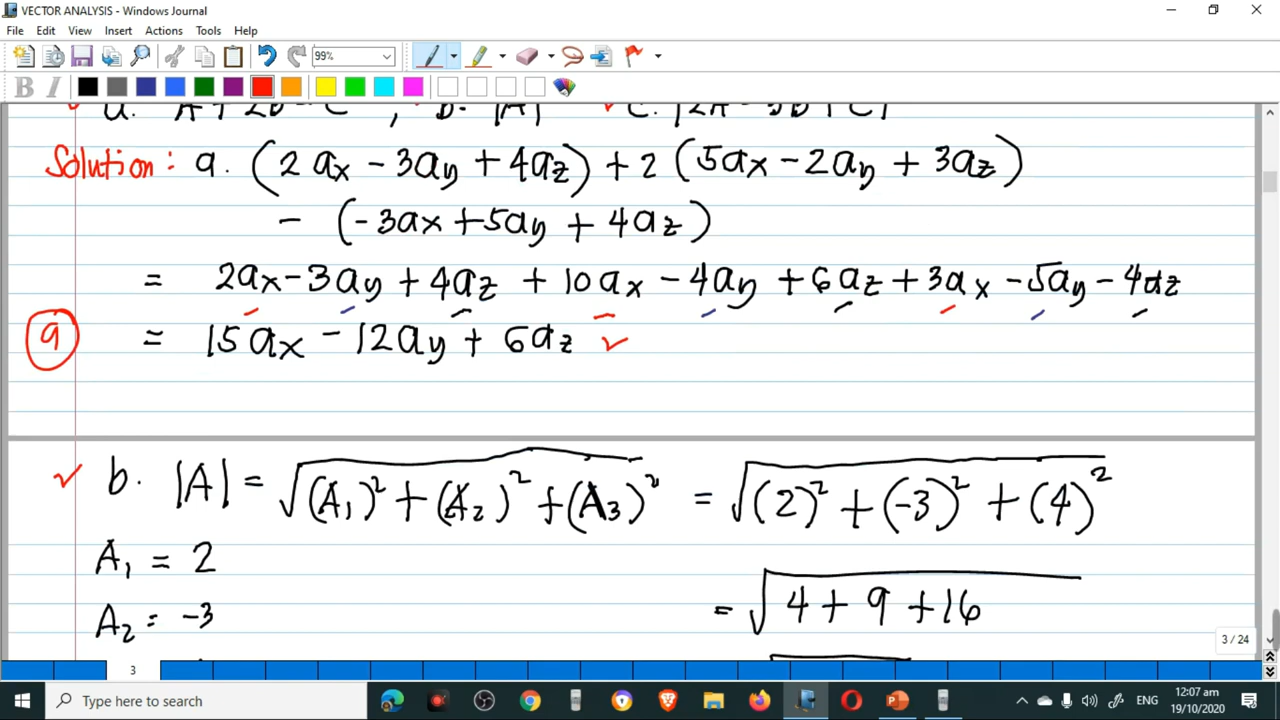 VECTOR ANALYSIS - Windows Journal
File Edit View Insert Actions Tools Help
99%
B I
a. A + 2B - C , b. |A| c. |2A - 3B + C|
Solution: a. (2ax - 3ay + 4az) + 2 (5ax - 2ay + 3az)
- (-3ax + 5ay + 4az)
= 2ax - 3ay + 4az + 10ax - 4ay + 6az + 3ax - 5ay - 4az
a = 15ax - 12ay + 6az ✓
✓ b. |A| = √(A₁)² + (A₂)² + (A₃)² = √(2)² + (-3)² + (4)²
A₁ = 2
= √4 + 9 + 16
A₂ = -3
3 / 24
3
Type here to search
ENG
12:07 am
19/10/2020